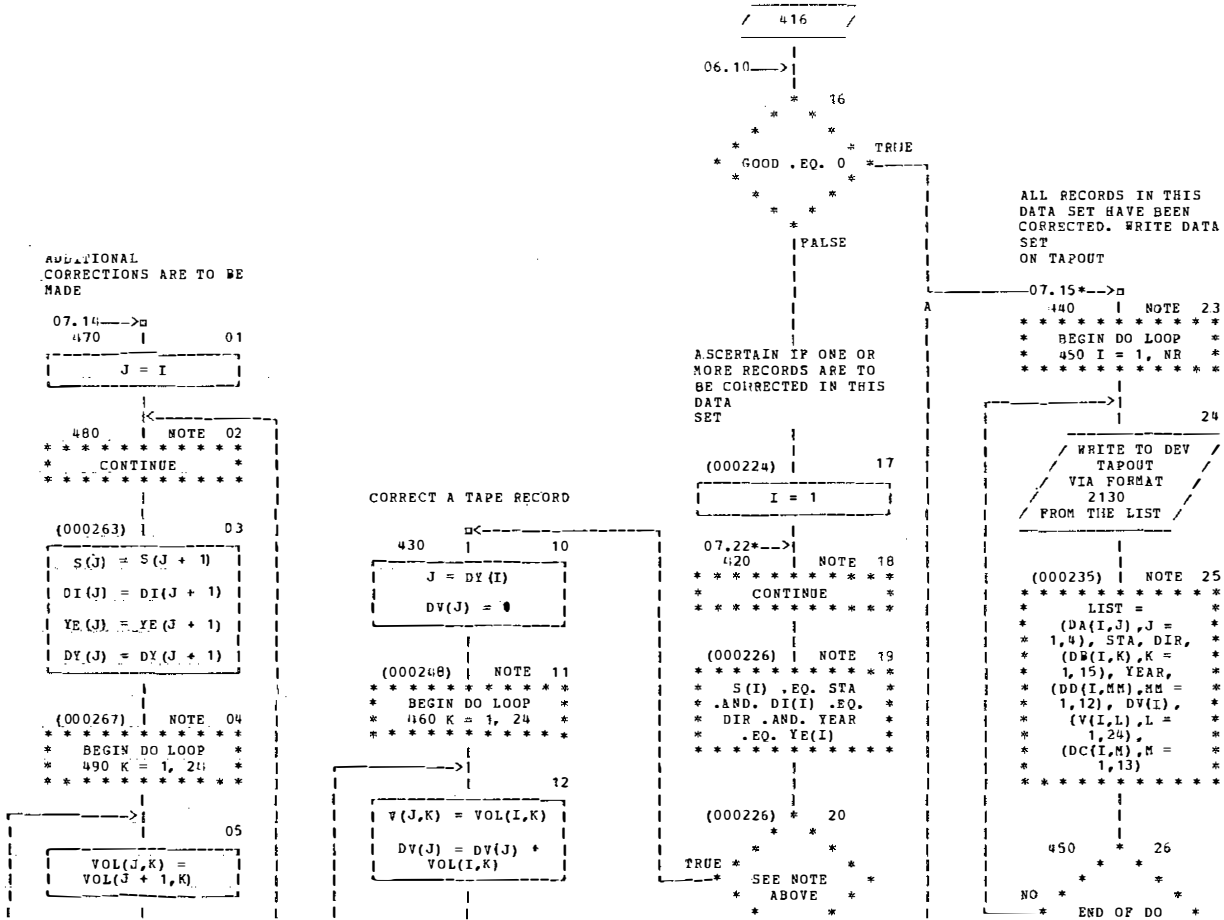 / 416 /
06.10--->
16
TRUE
GOOD .EQ. 0
FALSE
ALL RECORDS IN THIS
DATA SET HAVE BEEN
CORRECTED. WRITE DATA
SET
ON TAPOUT
ADDITIONAL
CORRECTIONS ARE TO BE
MADE
07.14--->
470 01
J = I
480 NOTE 02
CONTINUE
(000263) 03
S(J) = S(J + 1)
DI(J) = DI(J + 1)
YE(J) = YE(J + 1)
DY(J) = DY(J + 1)
(000267) NOTE 04
BEGIN DO LOOP
490 K = 1, 24
05
VOL(J,K) =
VOL(J + 1,K)
CORRECT A TAPE RECORD
430 10
J = DY(I)
DV(J) =
(000248) NOTE 11
BEGIN DO LOOP
460 K = 1, 24
12
V(J,K) = VOL(I,K)
DV(J) = DV(J) +
VOL(I,K)
ASCERTAIN IF ONE OR
MORE RECORDS ARE TO
BE CORRECTED IN THIS
DATA
SET
(000224) 17
I = 1
07.22*-->
420 NOTE 18
CONTINUE
(000226) NOTE 19
S(I) .EQ. STA
.AND. DI(I) .EQ.
DIR .AND. YEAR
.EQ. YE(I)
(000226) 20
TRUE
SEE NOTE
ABOVE
A
07.15*-->
440 NOTE 23
BEGIN DO LOOP
450 I = 1, NR
24
/ WRITE TO DEV /
TAPOUT
VIA FORMAT
2130
/ FROM THE LIST /
(000235) NOTE 25
LIST =
(DA(I,J),J =
1,4), STA, DIR,
(DB(I,K),K =
1,15), YEAR,
(DD(I,MM),MM =
1,12), DV(I),
(V(I,L),L =
1,24),
(DC(I,M),M =
1,13)
450 26
NO
END OF DO